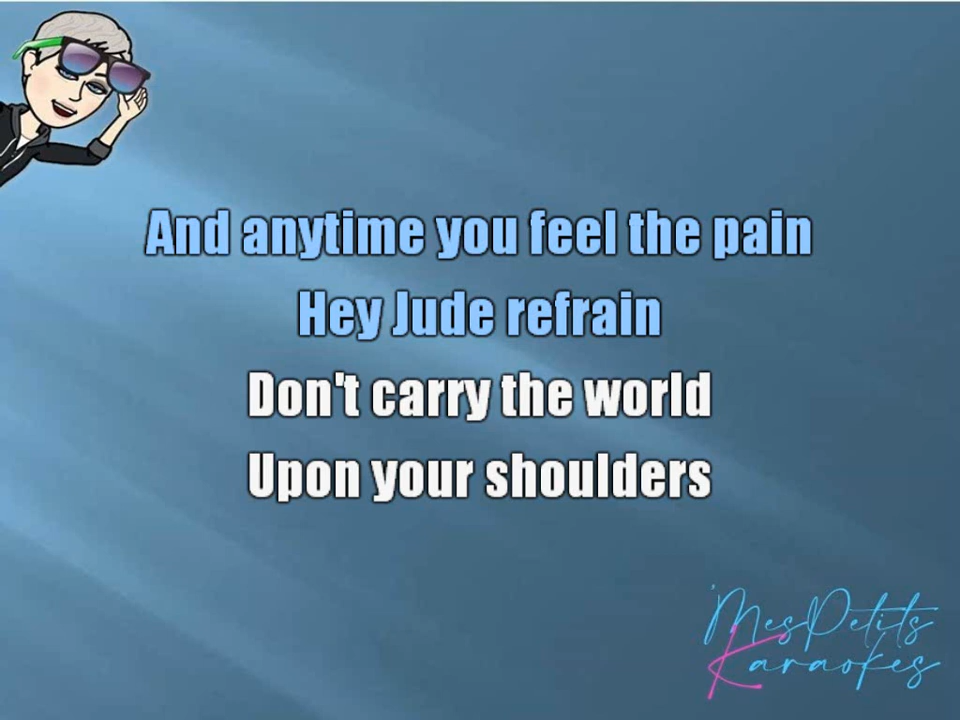 And anytime you feel the pain
Hey Jude refrain
Don't carry the world
Upon your shoulders
MesPetits
Karaokes